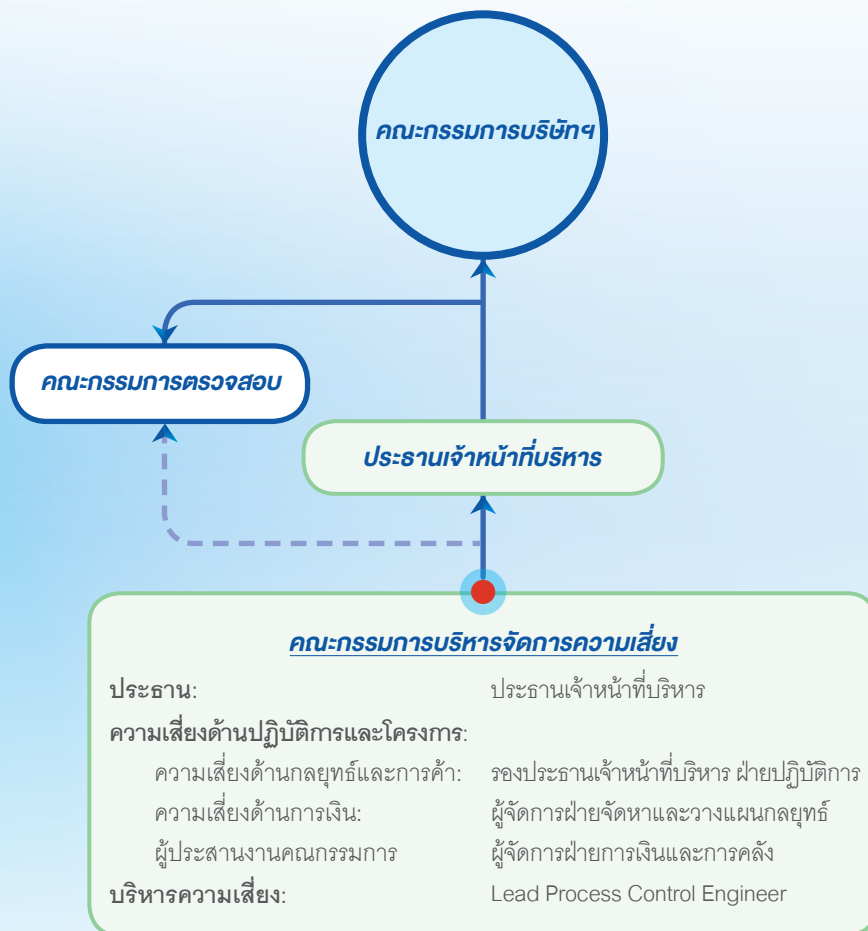 คณะกรรมการบริษัทฯ
คณะกรรมการตรวจสอบ
ประธานเจ้าหน้าที่บริหาร
คณะกรรมการบริหารจัดการความเสี่ยง
ประธาน: ประธานเจ้าหน้าที่บริหาร
ความเสี่ยงด้านปฏิบัติการและโครงการ:
ความเสี่ยงด้านกลยุทธ์และการค้า: รองประธานเจ้าหน้าที่บริหาร ฝ่ายปฏิบัติการ
ความเสี่ยงด้านการเงิน: ผู้จัดการฝ่ายจัดหาและวางแผนกลยุทธ์
ผู้ประสานงานคณกรรมการ ผู้จัดการฝ่ายการเงินและการคลัง
บริหารความเสี่ยง: Lead Process Control Engineer